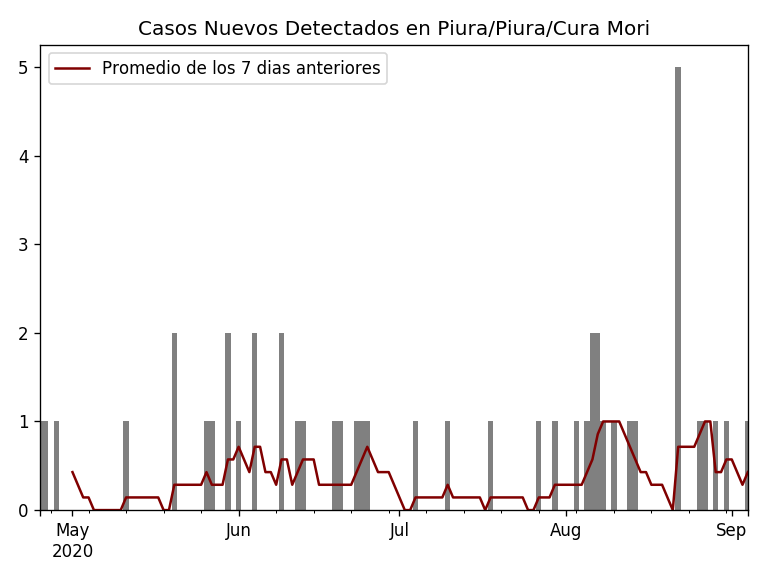 Casos Nuevos Detectados en Piura/Piura/Cura Mori
Promedio de los 7 dias anteriores
5
4
3
2
1
0
May Jun Jul Aug Sep
2020